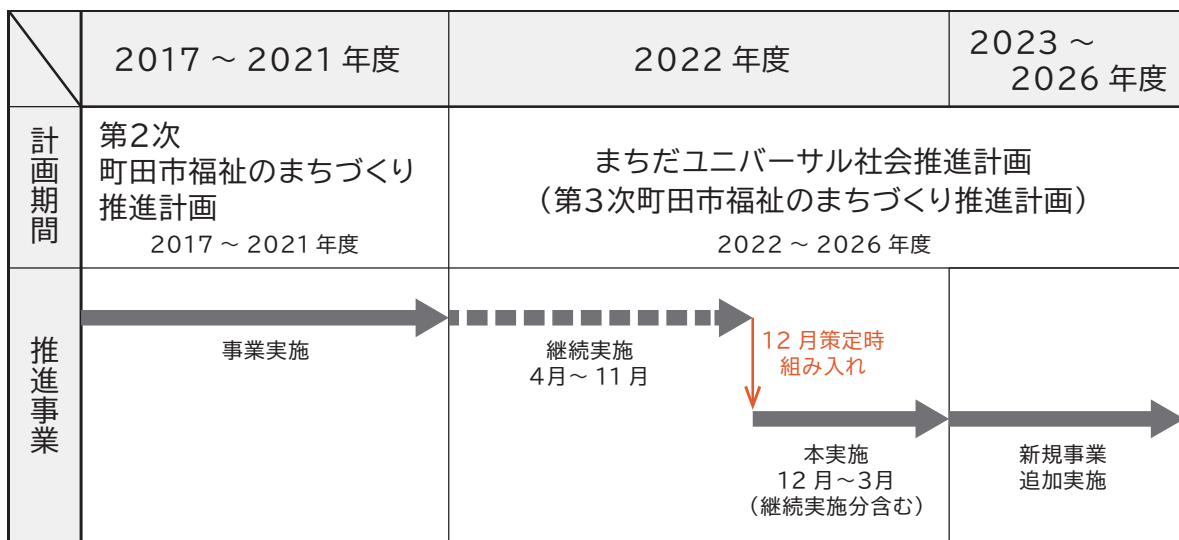 2017 ～ 2021 年度
2022 年度
2023 ～
2026 年度
計画期間
第2次
町田市福祉のまちづくり
推進計画
2017 ～ 2021 年度
まちだユニバーサル社会推進計画
（第3次町田市福祉のまちづくり推進計画）
2022 ～ 2026 年度
推進事業
事業実施
継続実施
4月～ 11 月
12 月策定時
組み入れ
本実施
12 月～3月
（継続実施分含む）
新規事業
追加実施